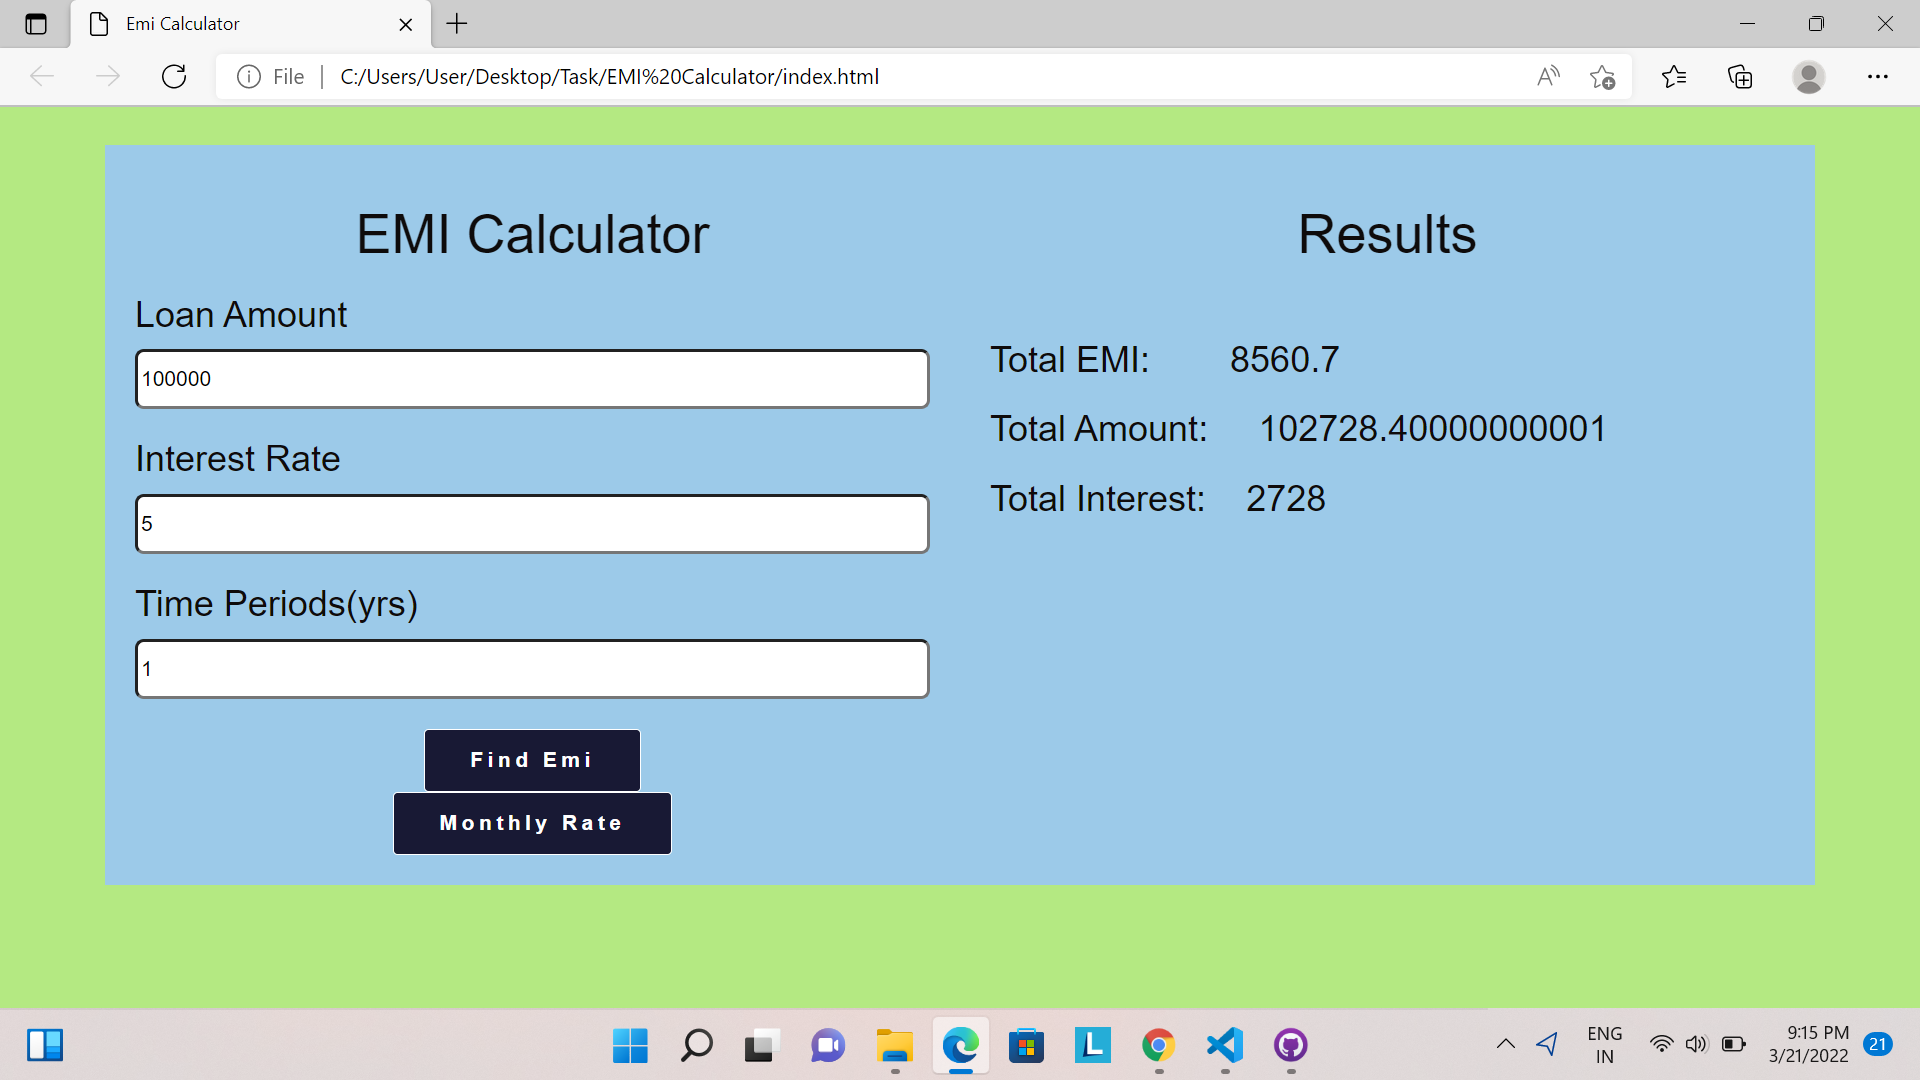 Emi Calculator
File | C:/Users/User/Desktop/Task/EMI%20Calculator/index.html
EMI Calculator
Loan Amount
100000
Interest Rate
5
Time Periods(yrs)
1
Find Emi
Monthly Rate
Results
Total EMI: 8560.7
Total Amount: 102728.40000000001
Total Interest: 2728
ENG
IN
9:15 PM
3/21/2022
21